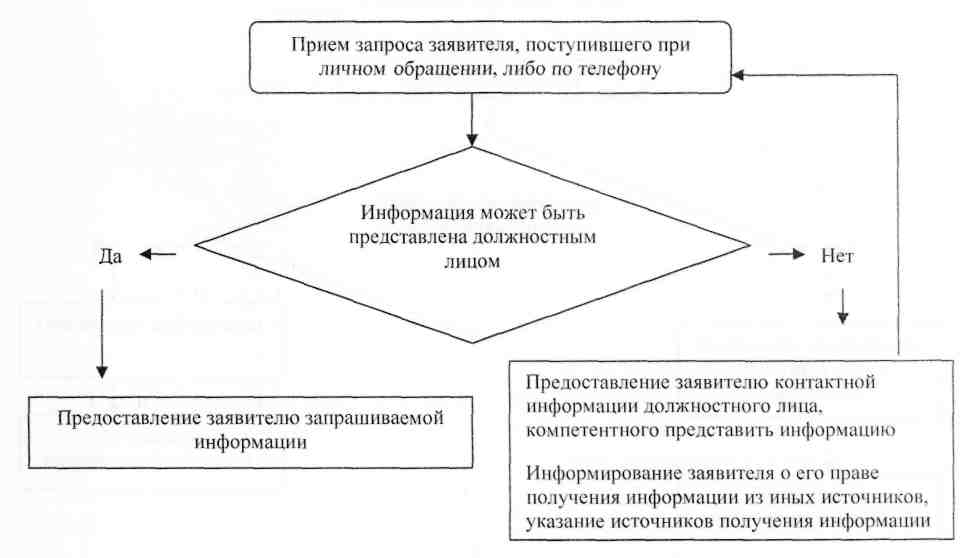 Прием запроса заявителя, поступившего при
личном обращении, либо по телефону
Информация может быть
представлена должностным
лицом
Да
Нет
Предоставление заявителю запрашиваемой
информации
Предоставление заявителю контактной
информации должностного лица,
компетентного представить информацию
Информирование заявителя о его праве
получения информации из иных источников,
указание источников получения информации